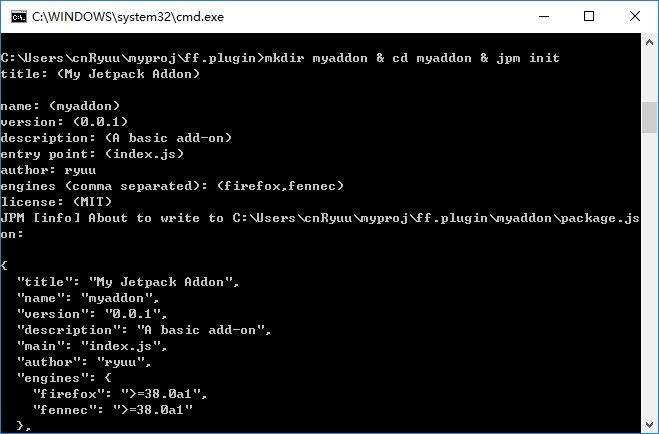 C:\WINDOWS\system32\cmd.exe
C:\Users\cnRyuu\myproj\ff.plugin>mkdir myaddon & cd myaddon & jpm init
title: (My Jetpack Addon)
name: (myaddon)
version: (0.0.1)
description: (A basic add-on)
entry point: (index.js)
author: ryuu
engines (comma separated): (firefox,fennec)
license: (MIT)
JPM [info] About to write to C:\Users\cnRyuu\myproj\ff.plugin\myaddon\package.js
on:
{
  "title": "My Jetpack Addon",
  "name": "myaddon",
  "version": "0.0.1",
  "description": "A basic add-on",
  "main": "index.js",
  "author": "ryuu",
  "engines": {
    "firefox": ">=38.0a1",
    "fennec": ">=38.0a1"
  },